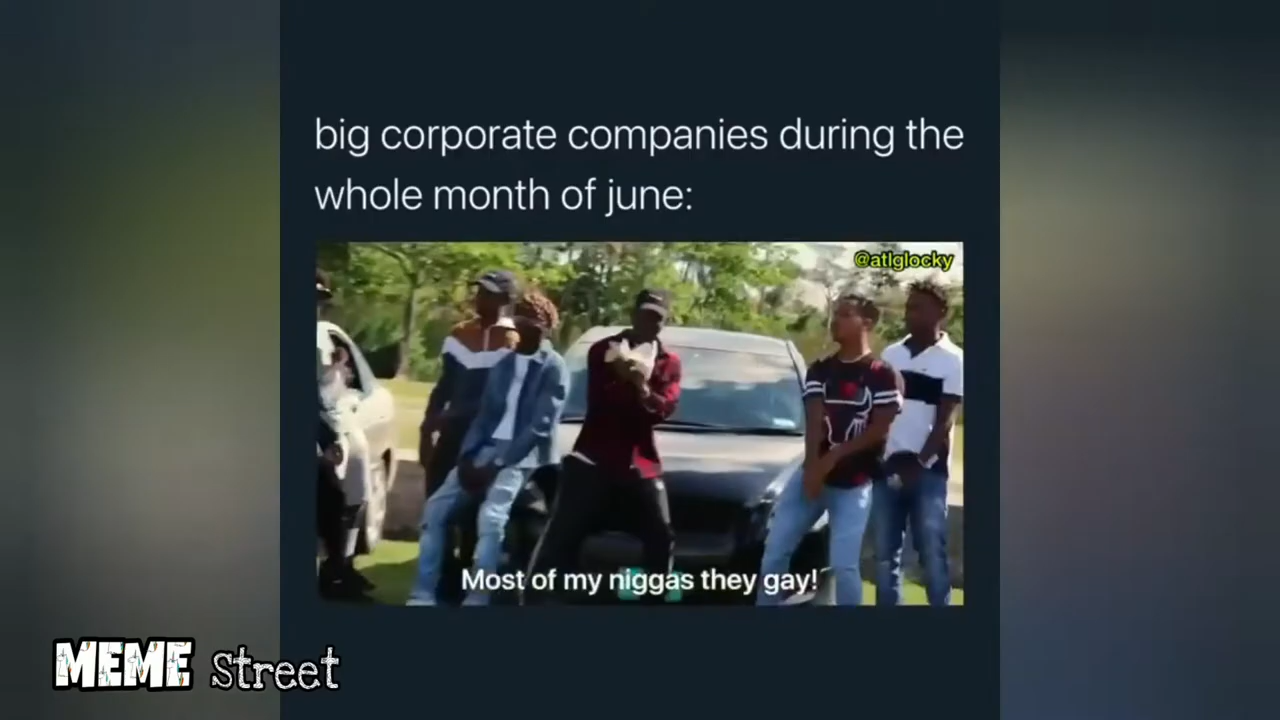 big corporate companies during the
whole month of june:
@atlglocky
Most of my niggas they gay!
MEME Street